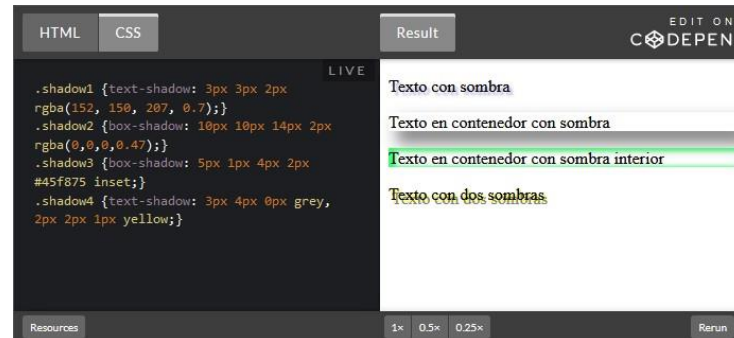 HTML
CSS
Result
EDIT ON
CODEPEN
LIVE
.shadow1 {text-shadow: 3px 3px 2px
rgba(152, 150, 207, 0.7);}
.shadow2 {box-shadow: 10px 10px 14px 2px
rgba(0,0,0,0.47);}
.shadow3 {box-shadow: 5px 1px 4px 2px
#45f875 inset;}
.shadow4 {text-shadow: 3px 4px 0px grey,
2px 2px 1px yellow;}
Texto con sombra
Texto en contenedor con sombra
Texto en contenedor con sombra interior
Texto con dos sombras
Resources
1× 0.5× 0.25×
Rerun